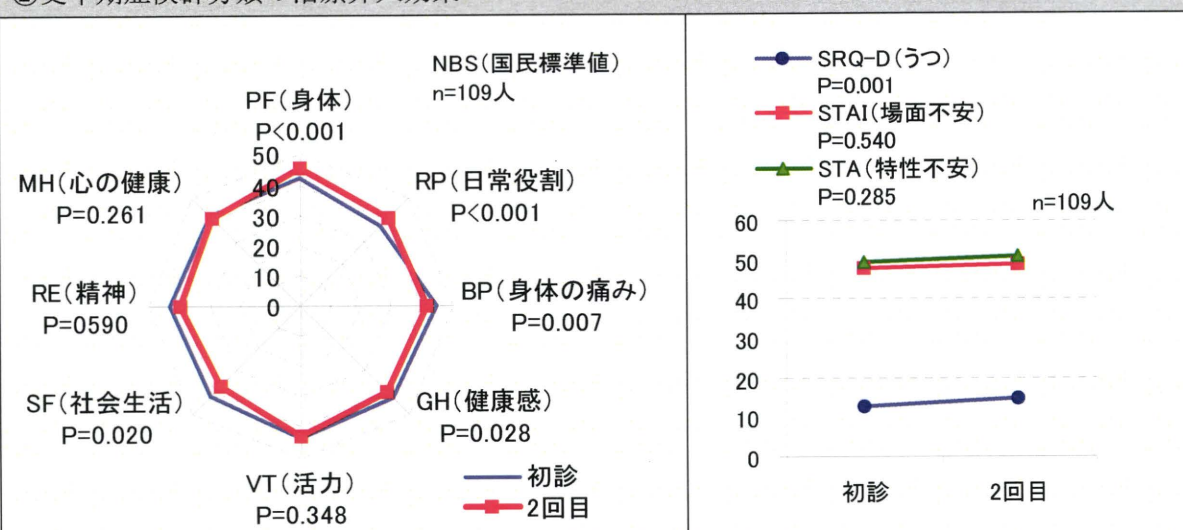 NBS(国民標準値)
n=109人
PF(身体)
P<0.001
MH(心の健康)
P=0.261
RP(日常役割)
P<0.001
RE(精神)
P=0590
BP(身体の痛み)
P=0.007
SF(社会生活)
P=0.020
GH(健康感)
P=0.028
VT(活力)
P=0.348
50
40
30
20
10
0
初診
2回目
SRQ-D(うつ)
P=0.001
STAI(場面不安)
P=0.540
STA(特性不安)
P=0.285
n=109人
60
50
40
30
20
10
0
初診
2回目